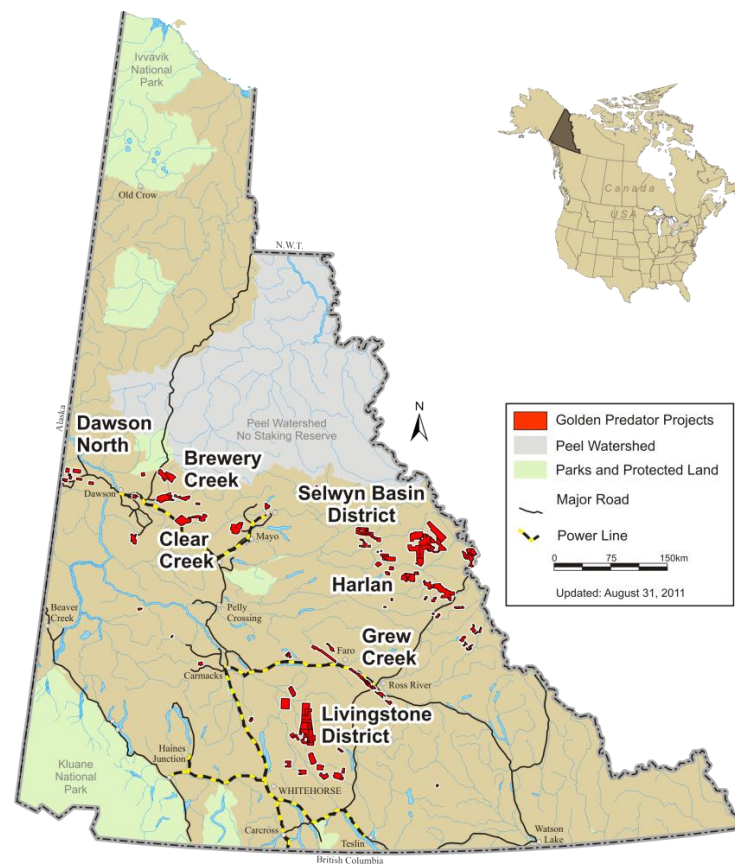 Ivvavik
National
Park
Old Crow
N.W.T.
Canada
USA
Alaska
Peel Watershed
No Staking Reserve
N
Dawson
North
Brewery
Creek
Dawson
Clear
Creek
Mayo
Selwyn Basin
District
Harlan
Golden Predator Projects
Peel Watershed
Parks and Protected Land
Major Road
Power Line
0 75 150km
Updated: August 31, 2011
Beaver
Creek
Pelly
Crossing
Grew
Creek
Faro
Carmacks
Ross River
Livingstone
District
Haines
Junction
Kluane
National
Park
WHITEHORSE
Carcross
Teslin
Watson
Lake
British Columbia